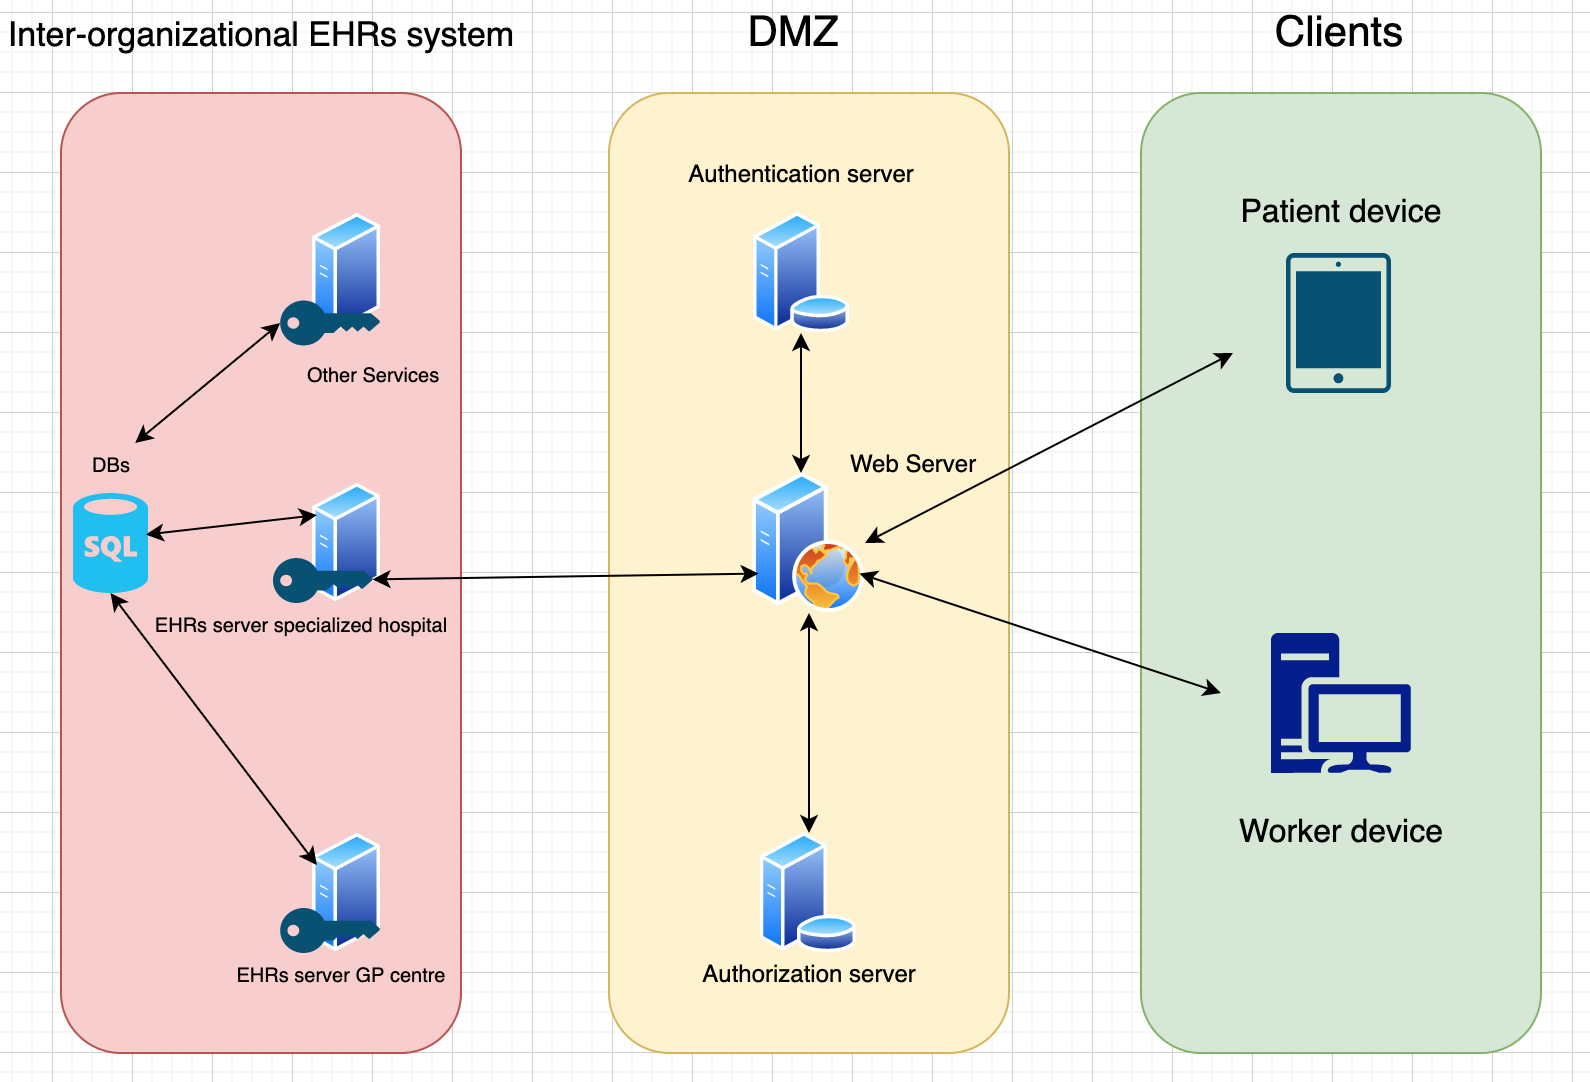 Inter-organizational EHRs system
DMZ
Clients
Authentication server
Patient device
Other Services
DBs
Web Server
SQL
EHRs server specialized hospital
Worker device
EHRs server GP centre
Authorization server